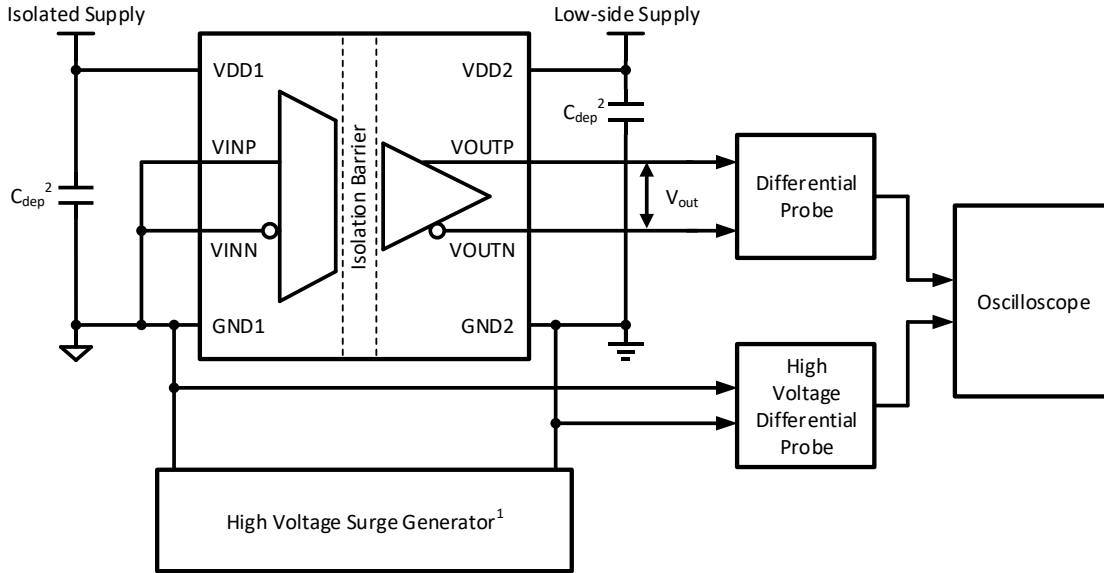 Isolated Supply
Low-side Supply
VDD1
VDD2
Cdep2
Cdep2
VINP
VOUTP
Isolation Barrier
Differential
Probe
Vout
VINN
VOUTN
Oscilloscope
GND1
GND2
High
Voltage
Differential
Probe
High Voltage Surge Generator1